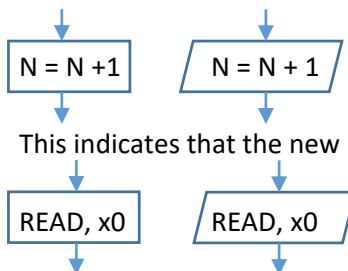 N = N +1 N = N + 1
This indicates that the new
READ, x0 READ, x0